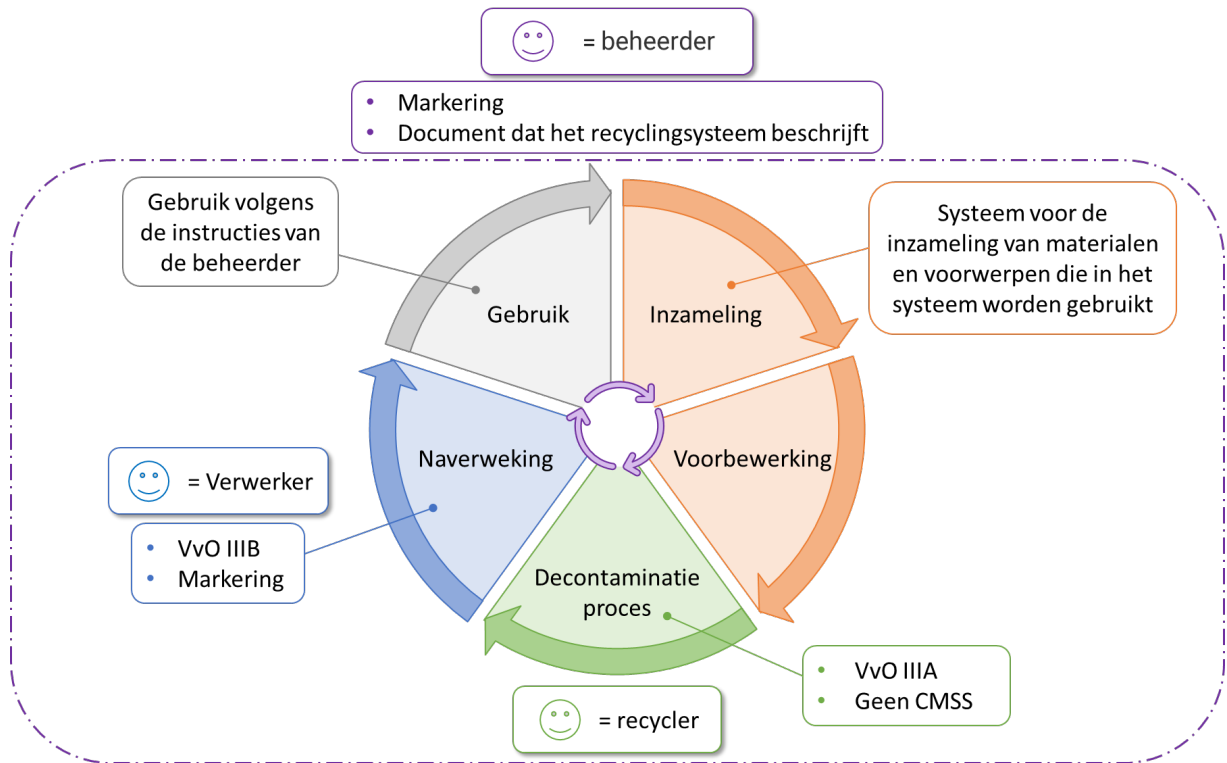 = beheerder
• Markering
• Document dat het recyclingsysteem beschrijft
Gebruik volgens
de instructies van
de beheerder
Systeem voor de
inzameling van materialen
en voorwerpen die in het
systeem worden gebruikt
Gebruik
Inzameling
Naverweking
Voorbewerking
= Verwerker
• VvO IIIB
• Markering
Decontaminatie
proces
• VvO IIIA
• Geen CMSS
= recycler